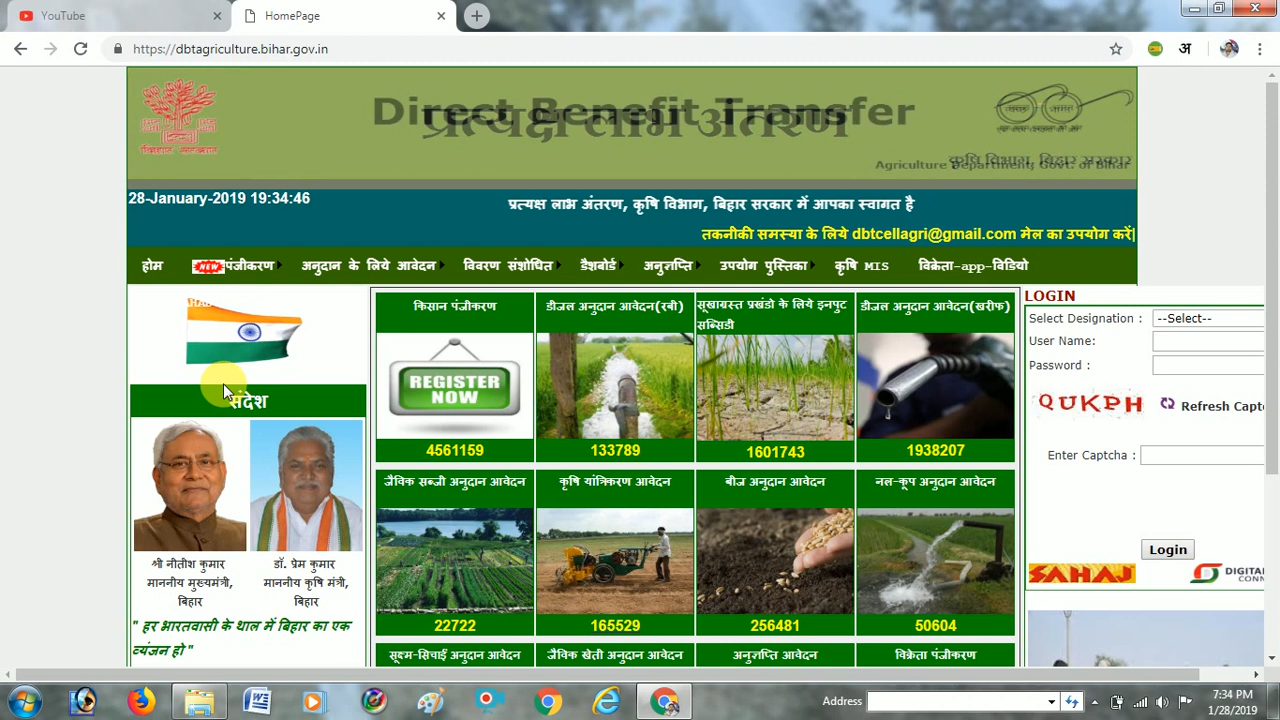 YouTube
HomePage
https://dbtagriculture.bihar.gov.in
अ
Direct Benefit Transfer
प्रत्यक्ष लाभ अंतरण
Agriculture Department, Govt. of Bihar
कृषि विभाग, बिहार सरकार
28-January-2019 19:34:46
प्रत्यक्ष लाभ अंतरण, कृषि विभाग, बिहार सरकार में आपका स्वागत है
तकनीकी समस्या के लिये dbtcellagri@gmail.com मेल का उपयोग करें|
होम NEW पंजीकरण अनुदान के लिये आवेदन विवरण संशोधित डैशबोर्ड अनुज्ञप्ति उपयोग पुस्तिका कृषि MIS विक्रेता-app-विडियो
संदेश
श्री नीतीश कुमार
माननीय मुख्यमंत्री,
बिहार
डॉ. प्रेम कुमार
माननीय कृषि मंत्री,
बिहार
" हर भारतवासी के थाल में बिहार का एक
व्यंजन हो "
किसान पंजीकरण
REGISTER
NOW
4561159
डीजल अनुदान आवेदन(रबी)
133789
सूखाग्रस्त प्रखंडो के लिये इनपुट
सब्सिडी
1601743
डीजल अनुदान आवेदन(खरीफ)
1938207
जैविक सब्जी अनुदान आवेदन
22722
कृषि यांत्रिकरण आवेदन
165529
बीज अनुदान आवेदन
256481
नल-कूप अनुदान आवेदन
50604
सूक्ष्म-सिंचाई अनुदान आवेदन
जैविक खेती अनुदान आवेदन
अनुज्ञप्ति आवेदन
विक्रेता पंजीकरण
LOGIN
Select Designation :
--Select--
User Name:
Password :
QUKPH
Refresh Capt
Enter Captcha :
Login
SAHAJ
DIGITA
CONN
Address
7:34 PM
1/28/2019